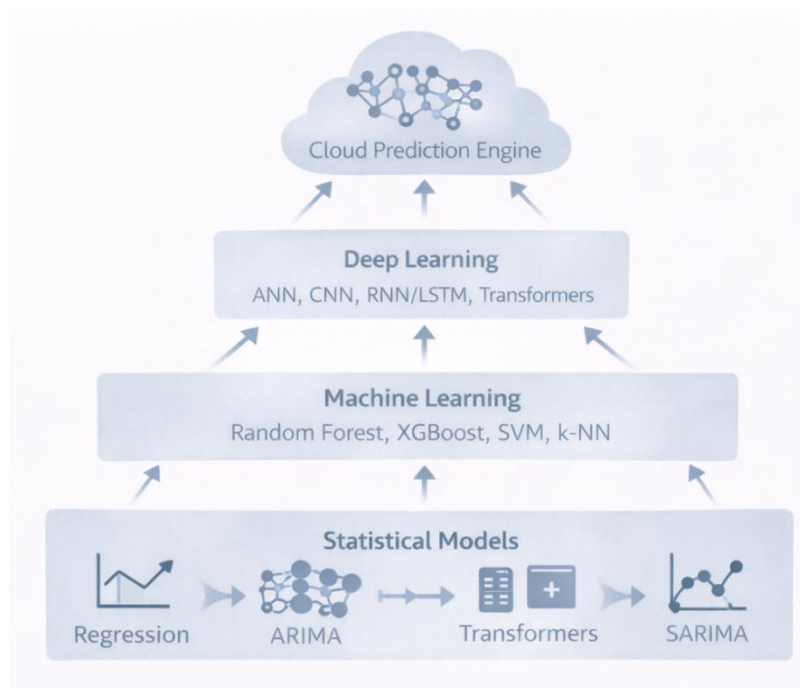 Cloud Prediction Engine
Deep Learning
ANN, CNN, RNN/LSTM, Transformers
Machine Learning
Random Forest, XGBoost, SVM, k-NN
Statistical Models
Regression
ARIMA
Transformers
SARIMA